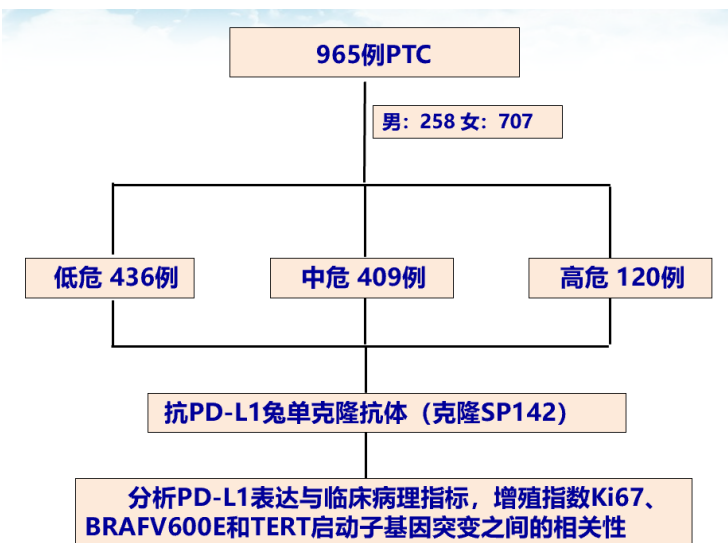 965例PTC
男：258 女：707
低危 436例
中危 409例
高危 120例
抗PD-L1兔单克隆抗体（克隆SP142）
分析PD-L1表达与临床病理指标，增殖指数Ki67、
BRAFV600E和TERT启动子基因突变之间的相关性